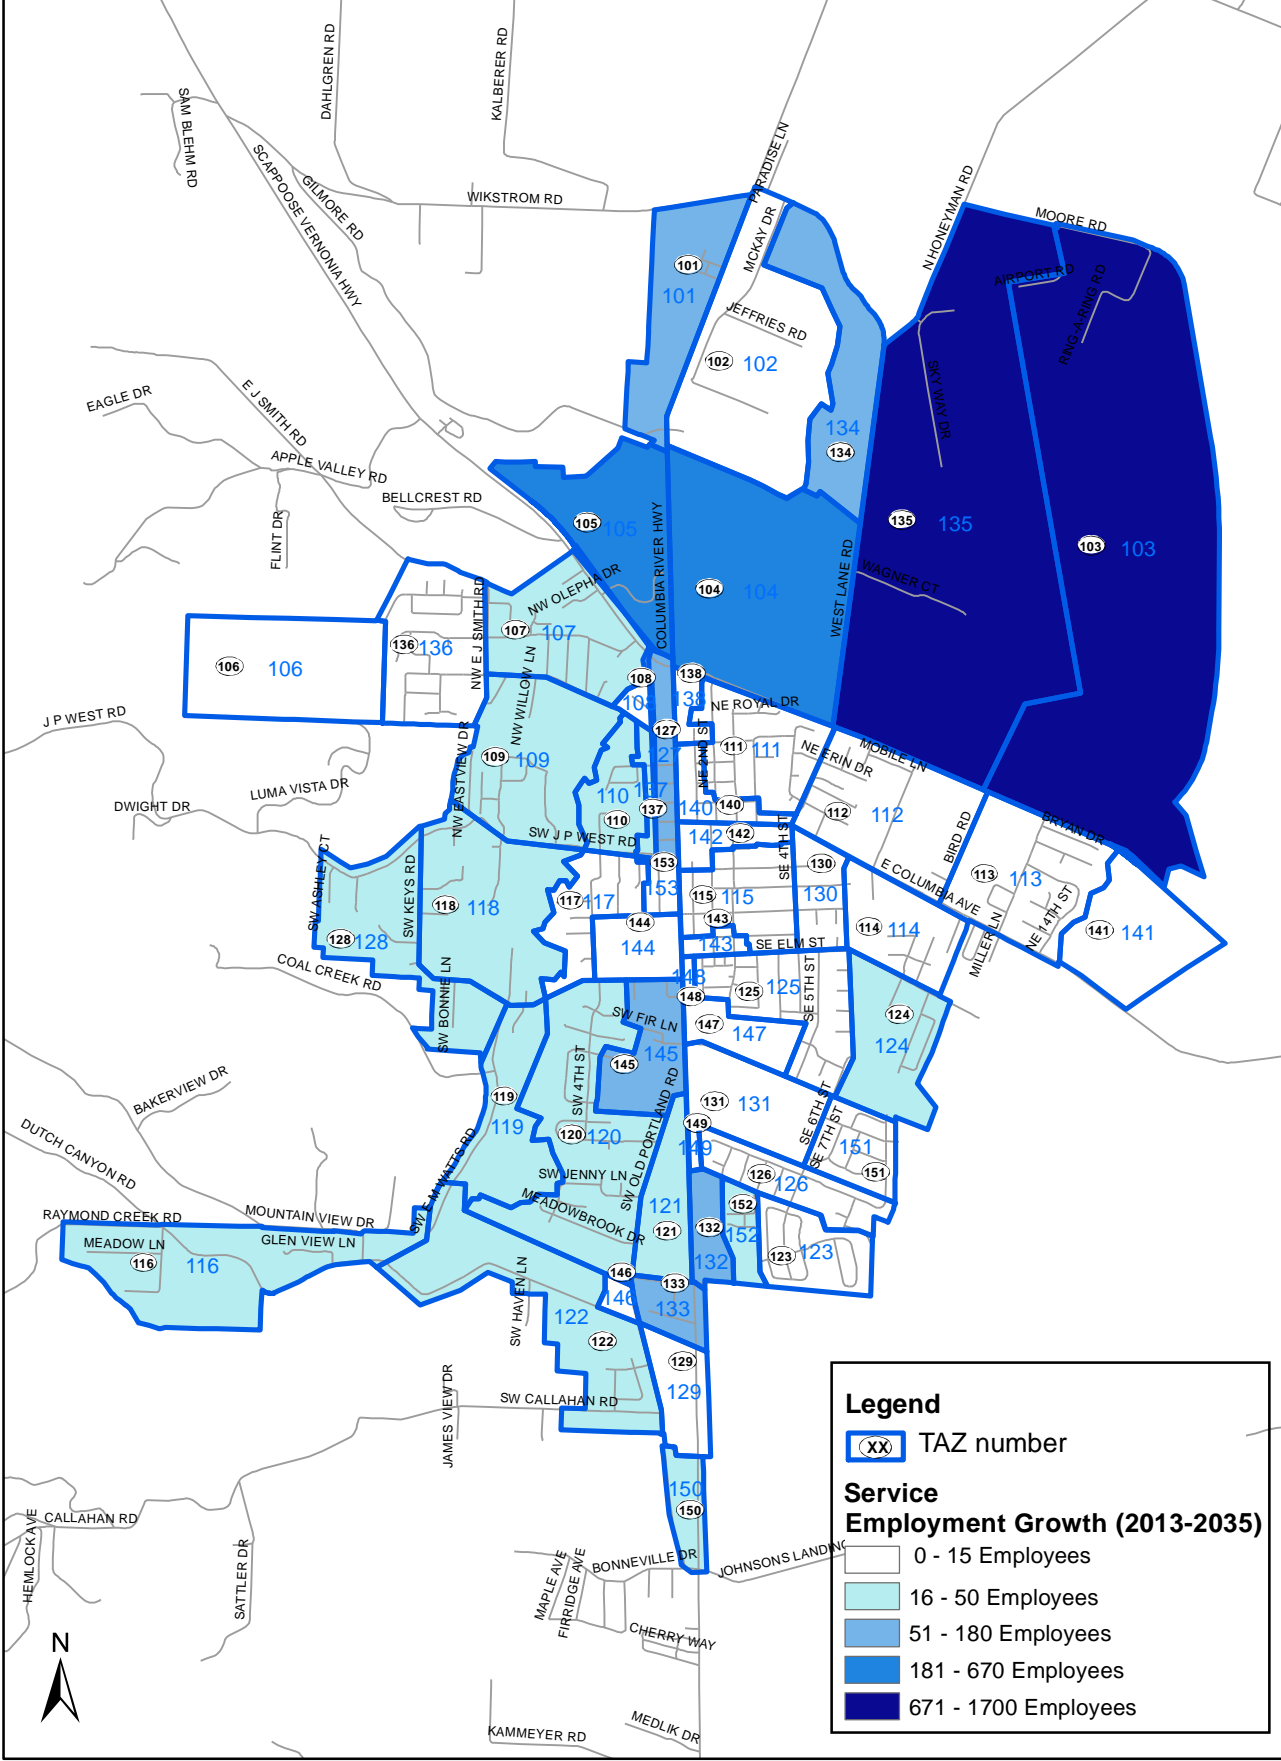 DAHLGREN RD
KALBERER RD
SAM BLEHM RD
SCAPPOOSE VERNONIA HWY
GILMORE RD
WIKSTROM RD
PARADISE LN
MCKAY DR
N HONEYMAN RD
MOORE RD
AIRPORT RD
RING-A-RING RD
101
101
JEFFRIES RD
102
102
SKY WAY DR
EAGLE DR
E J SMITH RD
APPLE VALLEY RD
BELLCREST RD
FLINT DR
134
134
105
105
COLUMBIA RIVER HWY
135
135
103
103
104
104
WEST LANE RD
WAGNER CT
NW OLEPHA DR
107
107
NW E J SMITH RD
136
136
106
106
NW WILLOW LN
108
108
138
138
NE ROYAL DR
J P WEST RD
NW EASTVIEW DR
109
109
127
127
NE 2ND ST
111
111
NE ERIN DR
MOBILE LN
LUMA VISTA DR
DWIGHT DR
110
110
137
137
140
140
112
112
BIRD RD
BRYAN DR
SW J P WEST RD
142
142
SE 4TH ST
SW ASHLEY CT
SW KEYS RD
153
153
130
130
E COLUMBIA AVE
113
113
118
118
117
117
115
115
NE 14TH ST
MILLER LN
128
128
144
144
143
143
SE ELM ST
114
114
141
141
COAL CREEK RD
SW BONNIE LN
148
148
125
125
SE 5TH ST
SW FIR LN
147
147
124
124
145
145
SW 4TH ST
BAKERVIEW DR
119
119
131
131
DUTCH CANYON RD
120
120
SW OLD PORTLAND RD
149
149
SE 6TH ST
SE 7TH ST
151
151
SW E M WATTS RD
SW JENNY LN
126
126
MEADOWBROOK DR
121
121
152
152
RAYMOND CREEK RD
MOUNTAIN VIEW DR
MEADOW LN
GLEN VIEW LN
116
116
132
132
123
123
SW HAVEN LN
146
146
133
133
122
122
129
129
JAMES VIEW DR
SW CALLAHAN RD
150
150
HEMLOCK AVE
CALLAHAN RD
SATTLER DR
MAPLE AVE
FIRRIDGE AVE
BONNEVILLE DR
JOHNSONS LANDING
CHERRY WAY
KAMMEYER RD
MEDLIK DR
N
Legend
XX TAZ number
Service
Employment Growth (2013-2035)
0 - 15 Employees
16 - 50 Employees
51 - 180 Employees
181 - 670 Employees
671 - 1700 Employees